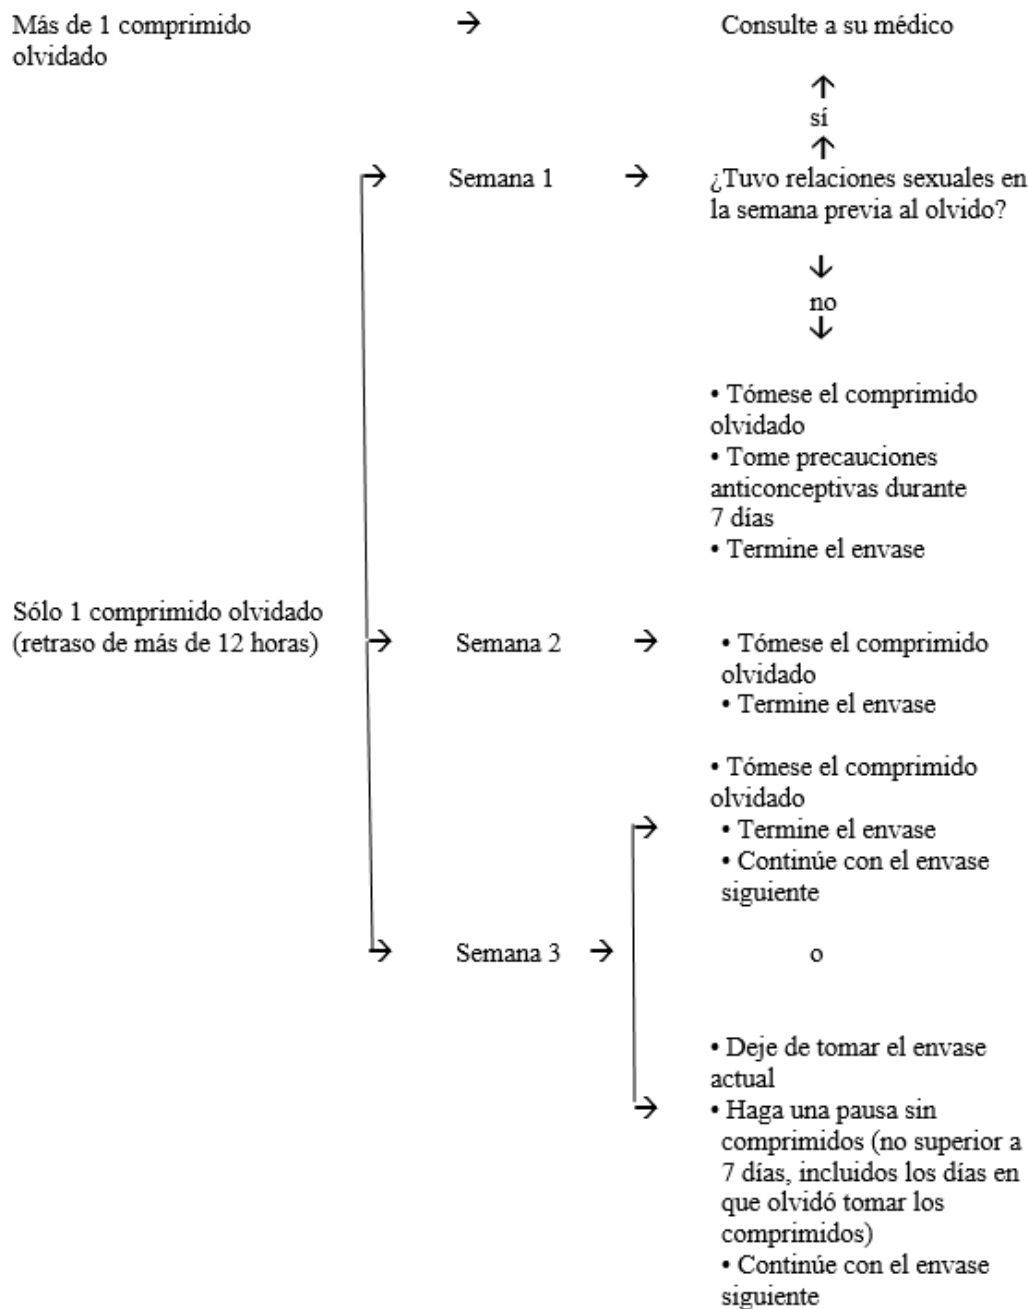 Más de 1 comprimido
olvidado
→
Consulte a su médico
↑
sí
↑
→
Semana 1
→
¿Tuvo relaciones sexuales en
la semana previa al olvido?
↓
no
↓
• Tómese el comprimido
olvidado
• Tome precauciones
anticonceptivas durante
7 días
• Termine el envase
Sólo 1 comprimido olvidado
(retraso de más de 12 horas)
→
Semana 2
→
• Tómese el comprimido
olvidado
• Termine el envase
• Tómese el comprimido
olvidado
→
• Termine el envase
• Continúe con el envase
siguiente
→
Semana 3
→
o
• Deje de tomar el envase
actual
→
• Haga una pausa sin
comprimidos (no superior a
7 días, incluidos los días en
que olvidó tomar los
comprimidos)
• Continúe con el envase
siguiente